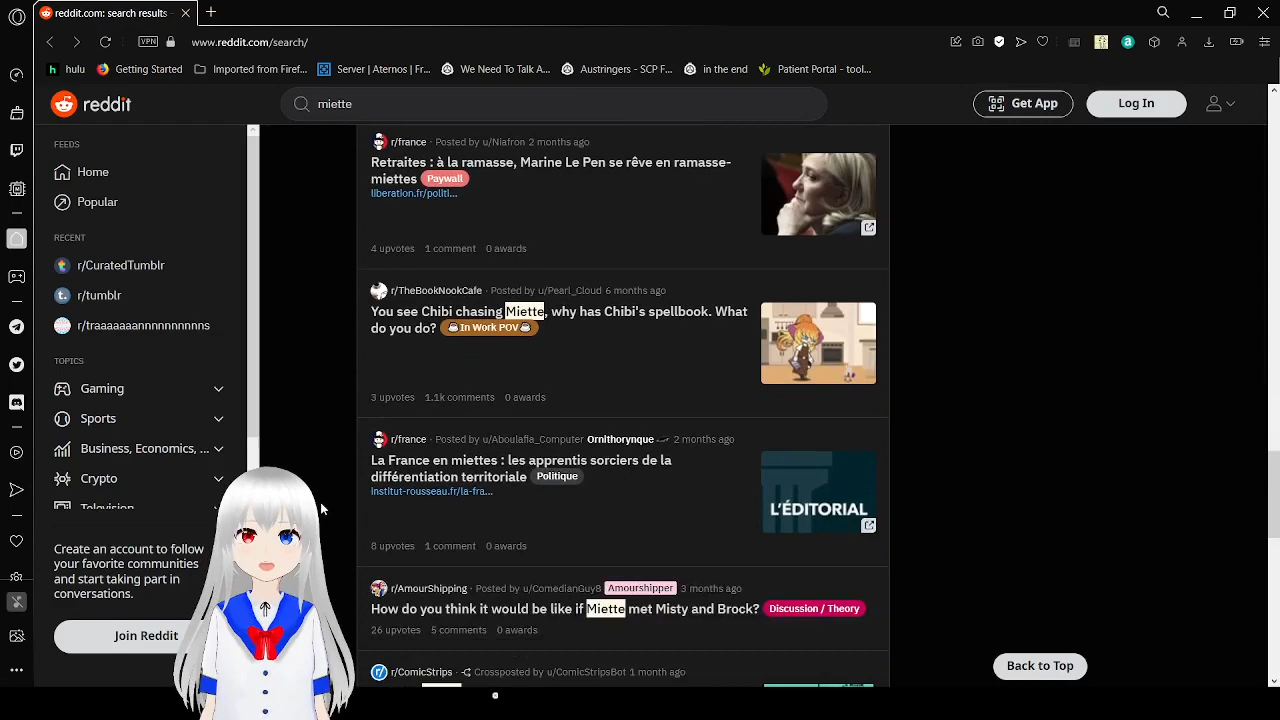 reddit.com: search results -
VPN
www.reddit.com/search/
hulu
Getting Started
Imported from Firef...
Server | Aternos | Fr...
We Need To Talk A...
Austringers - SCP F...
in the end
Patient Portal - tool...
reddit
miette
Get App
Log In
FEEDS
Home
Popular
RECENT
r/CuratedTumblr
r/tumblr
r/traaaaaaannnnnnnnnns
TOPICS
Gaming
Sports
Business, Economics, ...
Crypto
Television
Create an account to follow
your favorite communities
and start taking part in
conversations.
Join Reddit
r/france · Posted by u/Niafron 2 months ago
Retraites : à la ramasse, Marine Le Pen se rêve en ramasse-
miettes Paywall
liberation.fr/politi...
4 upvotes 1 comment 0 awards
r/TheBookNookCafe · Posted by u/Pearl_Cloud 6 months ago
You see Chibi chasing Miette, why has Chibi's spellbook. What
do you do? In Work POV
3 upvotes 1.1k comments 0 awards
r/france · Posted by u/Aboulafia_Computer Ornithorynque 2 months ago
La France en miettes : les apprentis sorciers de la
différentiation territoriale Politique
institut-rousseau.fr/la-fra...
L'ÉDITORIAL
8 upvotes 1 comment 0 awards
r/AmourShipping · Posted by u/ComedianGuy8 Amourshipper 3 months ago
How do you think it would be like if Miette met Misty and Brock? Discussion / Theory
26 upvotes 5 comments 0 awards
r/ComicStrips · Crossposted by u/ComicStripsBot 1 month ago
Back to Top